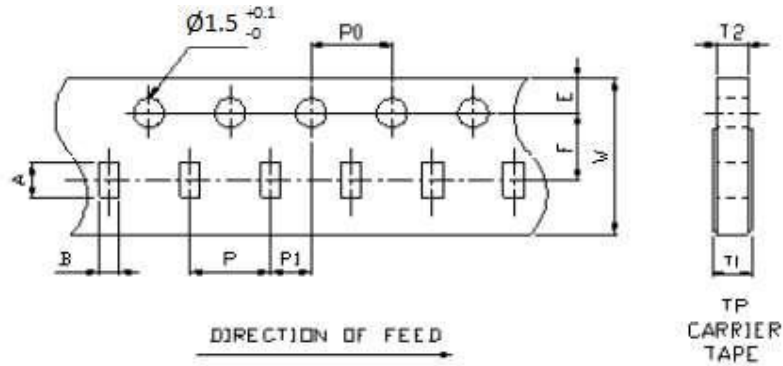 Ø1.5 +0.1 -0
P0
T2
E
F
W
A
B
P
P1
T1
DIRECTION OF FEED
TP
CARRIER
TAPE